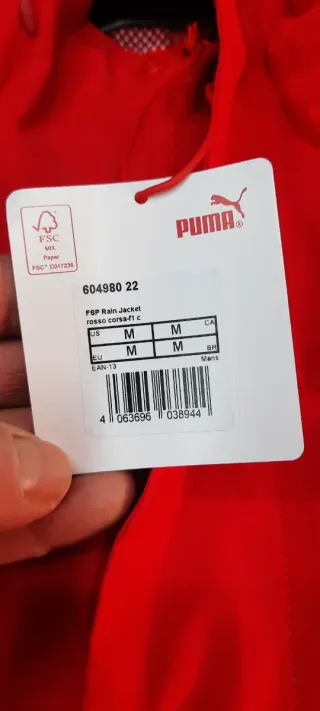 FSC
MIX
Paper
FSC™ C017236
PUMA®
604980 22
FSP Rain Jacket
rosso corsa-f1 c
US M M CA
EU M M BR
EAN-13 Mens
4 063696 038944